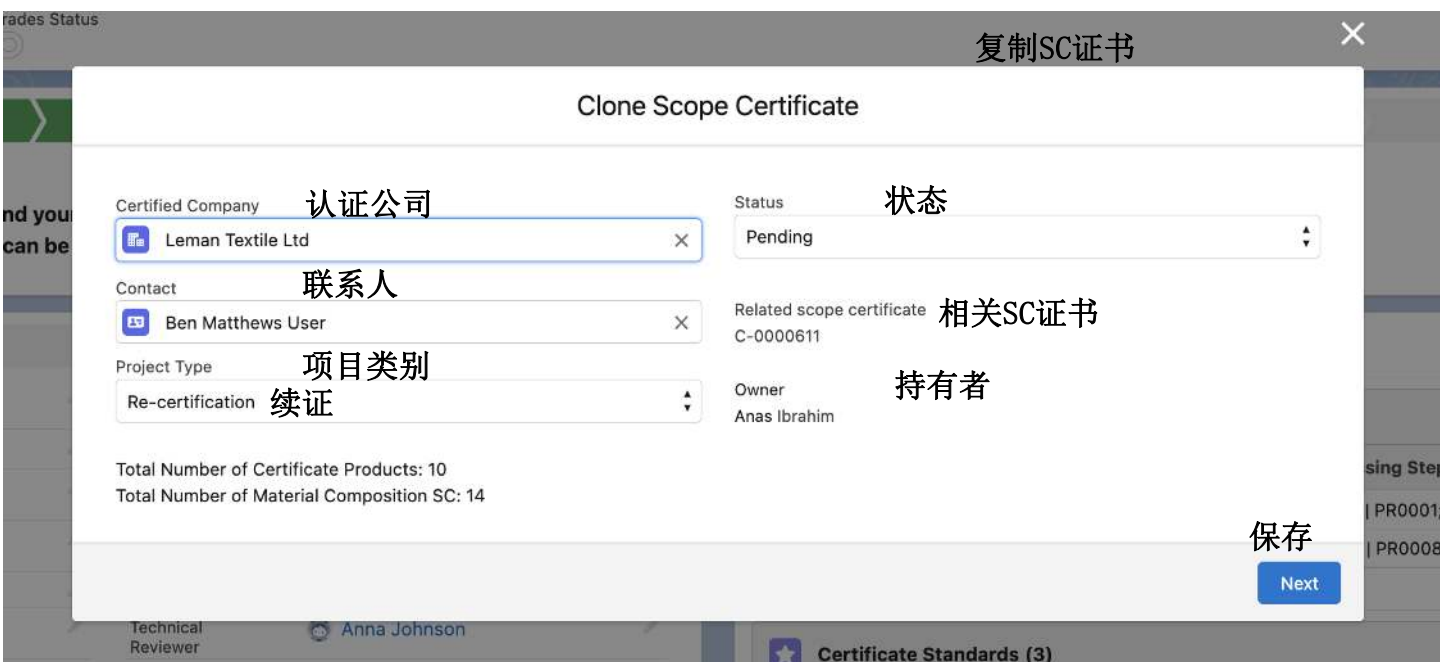 rades Status
复制SC证书
Clone Scope Certificate
nd your
can be
Certified Company 认证公司
Leman Textile Ltd
Status 状态
Pending
Contact 联系人
Ben Matthews User
Related scope certificate 相关SC证书
C-0000611
Project Type 项目类别
Re-certification 续证
Owner 持有者
Anas Ibrahim
Total Number of Certificate Products: 10
Total Number of Material Composition SC: 14
sing Step
| PR0001;
| PR0008
保存
Next
Technical
Reviewer
Anna Johnson
Certificate Standards (3)